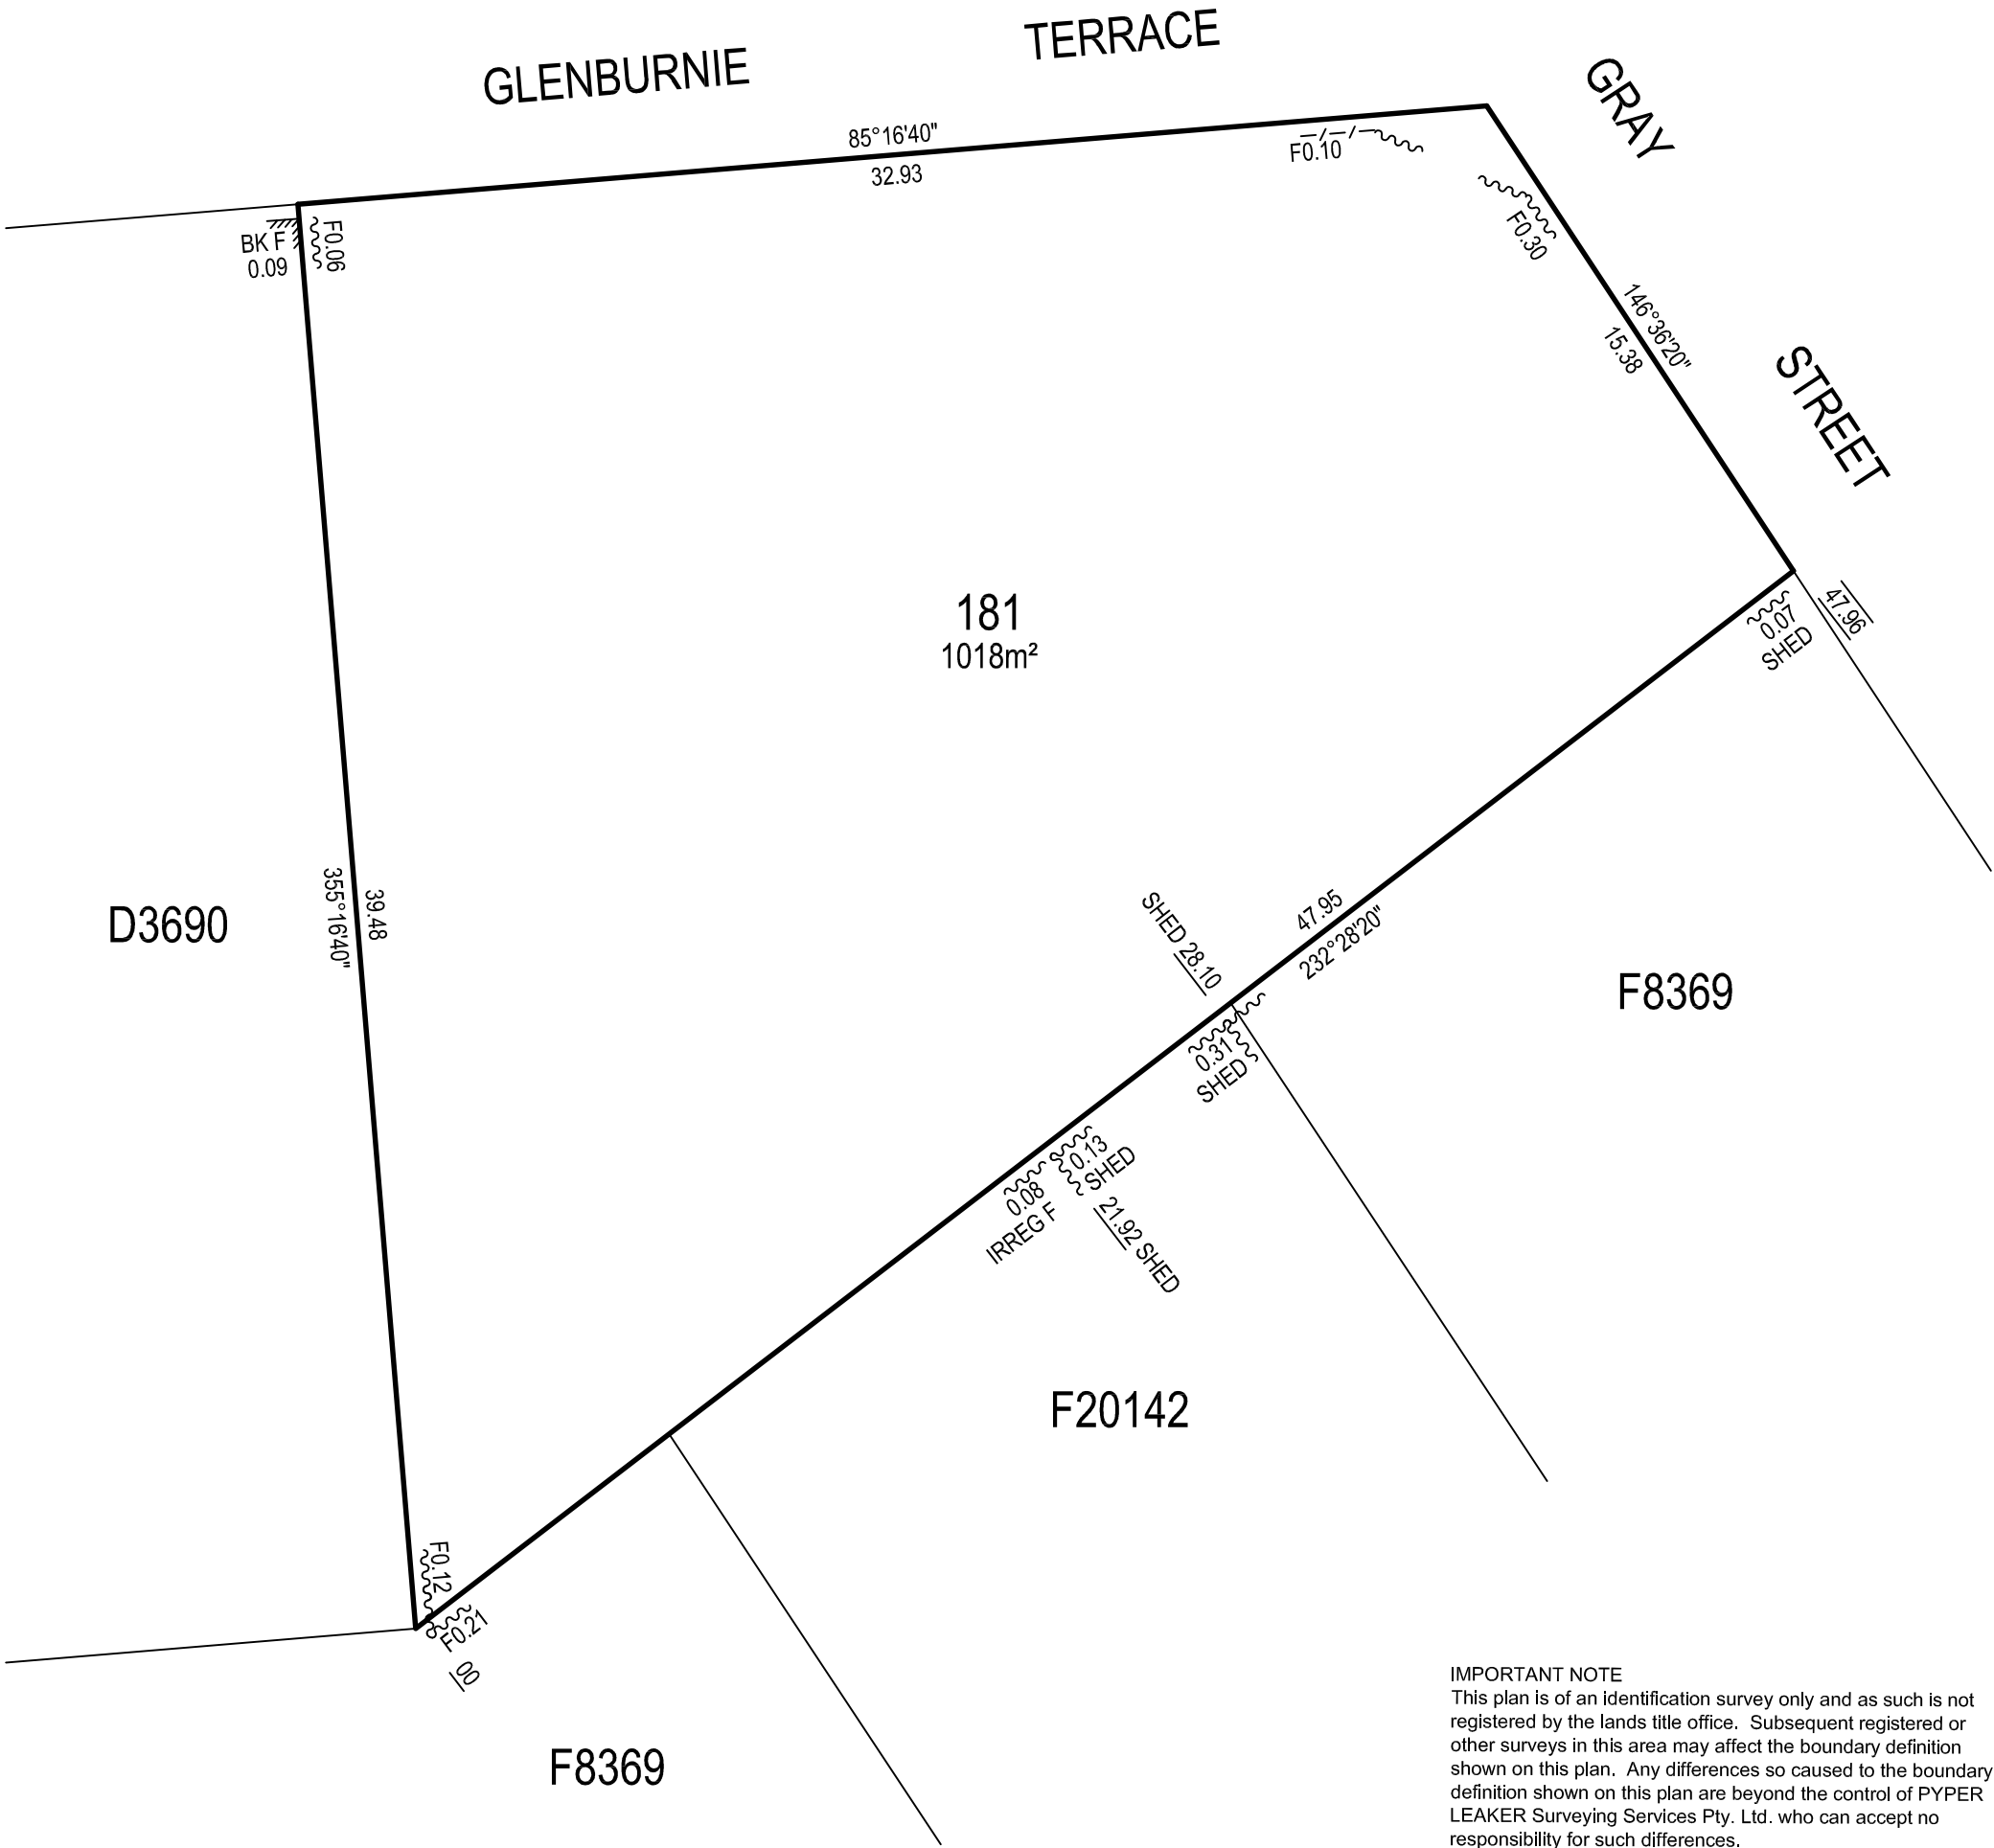 GLENBURNIE TERRACE
GRAY STREET
85°16'40"
32.93
F0.10
F0.30
146°36'20"
15.38
BK F
0.09
F0.06
181
1018m²
47.96
0.07
SHED
D3690
355°16'40"
39.48
SHED 28.10
47.95
232°28'20"
F8369
0.31
SHED
0.13
SHED
0.08
IRREG F
21.92 SHED
F20142
F0.12
F0.21
00
F8369
IMPORTANT NOTE
This plan is of an identification survey only and as such is not
registered by the lands title office. Subsequent registered or
other surveys in this area may affect the boundary definition
shown on this plan. Any differences so caused to the boundary
definition shown on this plan are beyond the control of PYPER
LEAKER Surveying Services Pty. Ltd. who can accept no
responsibility for such differences.